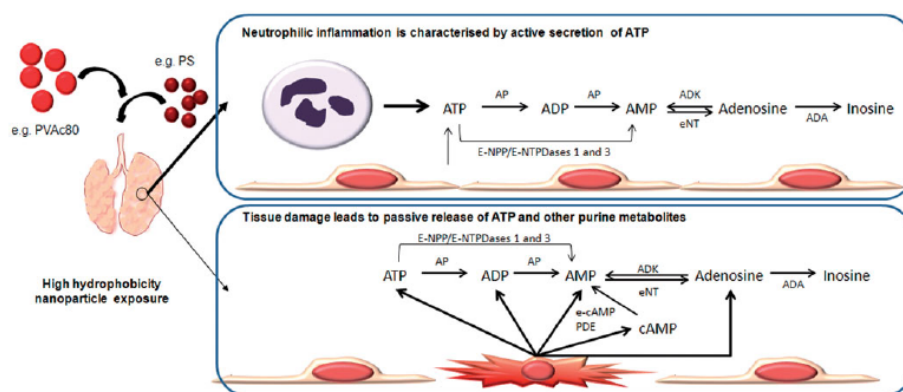 Neutrophilic inflammation is characterised by active secretion of ATP
e.g. PS
e.g. PVAc80
ATP
AP
ADP
AP
AMP
ADK
eNT
Adenosine
ADA
Inosine
E-NPP/E-NTPDases 1 and 3
High hydrophobicity
nanoparticle exposure
Tissue damage leads to passive release of ATP and other purine metabolites
E-NPP/E-NTPDases 1 and 3
ATP
AP
ADP
AP
AMP
ADK
eNT
Adenosine
ADA
Inosine
e-cAMP
PDE
cAMP